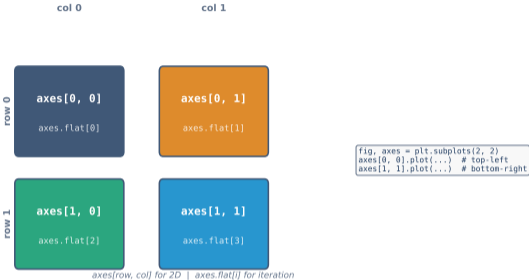 col 0 col 1
row 0
axes[0, 0] axes[0, 1]
axes.flat[0] axes.flat[1]
fig, axes = plt.subplots(2, 2)
axes[0, 0].plot(...)  # top-left
axes[1, 1].plot(...)  # bottom-right
row 1
axes[1, 0] axes[1, 1]
axes.flat[2] axes.flat[3]
axes[row, col] for 2D | axes.flat[i] for iteration